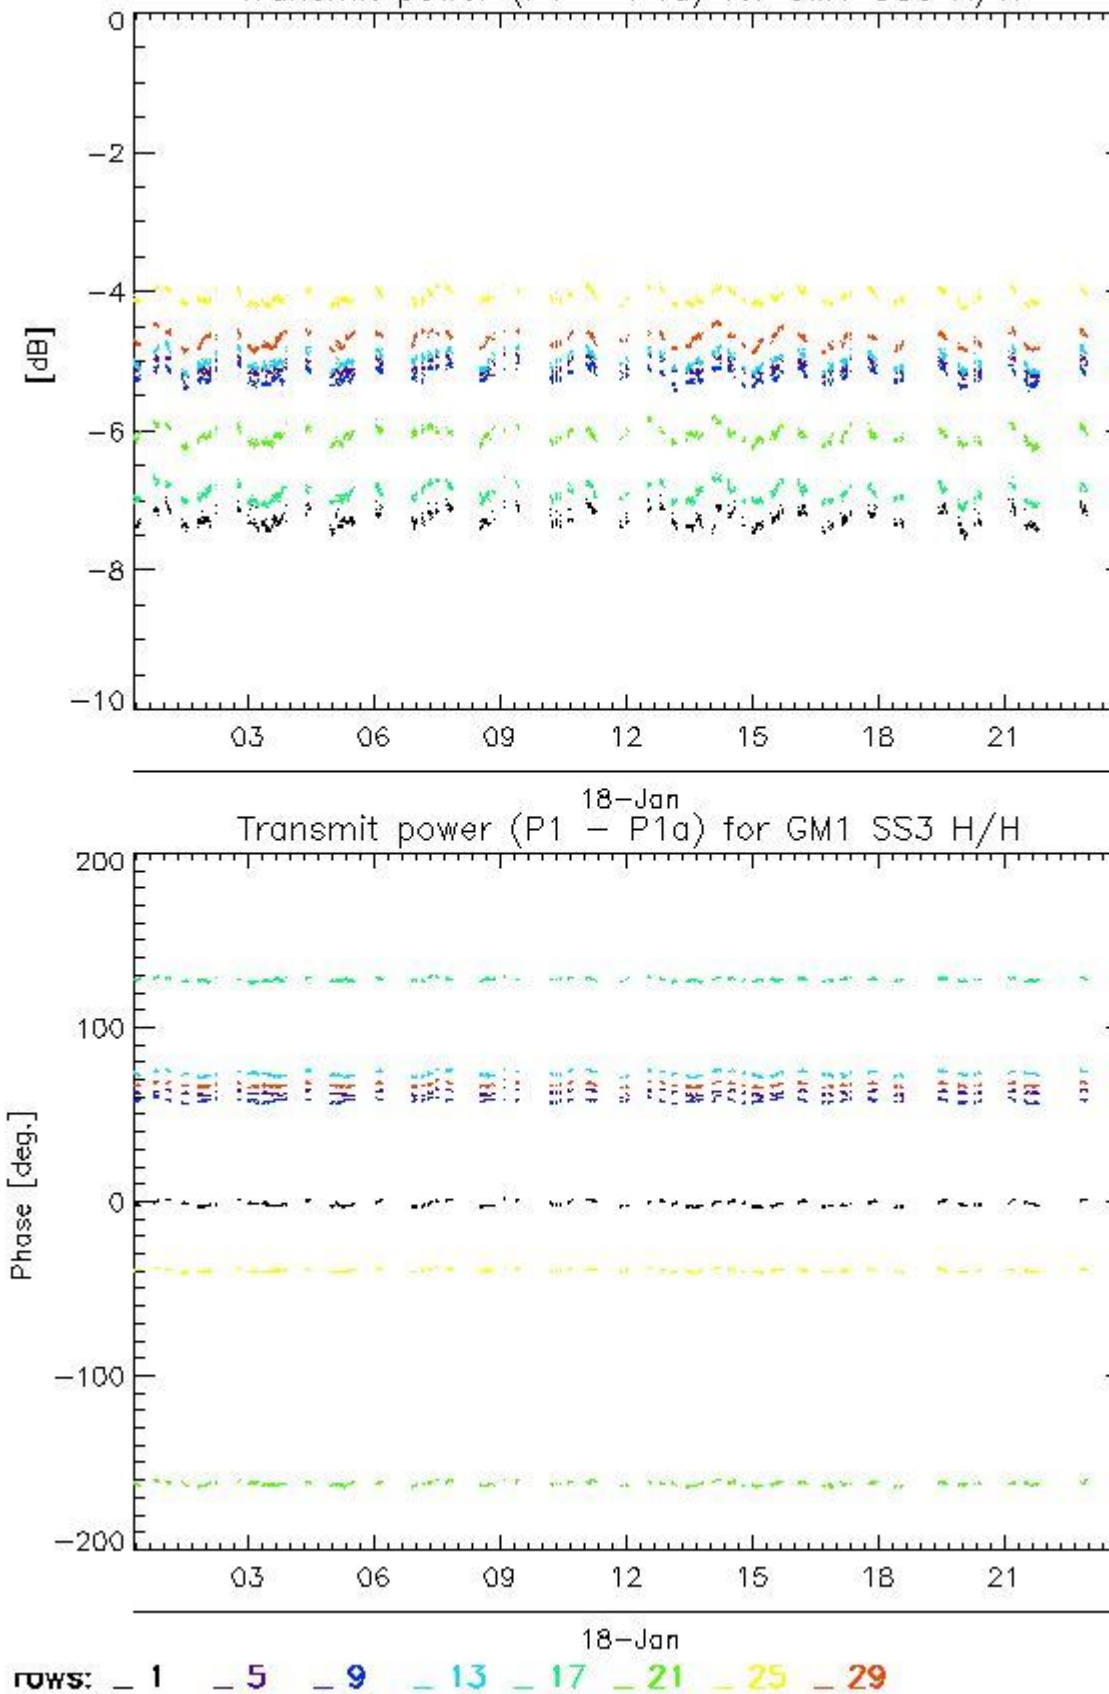 0
-2
-4
-6
-8
-10
[dB]
03 06 09 12 15 18 21
18-Jan
Transmit power (P1 - P1a) for GM1 SS3 H/H
200
100
0
-100
-200
Phase [deg.]
03 06 09 12 15 18 21
18-Jan
rows: _ 1 _ 5 _ 9 _ 13 _ 17 _ 21 _ 25 _ 29